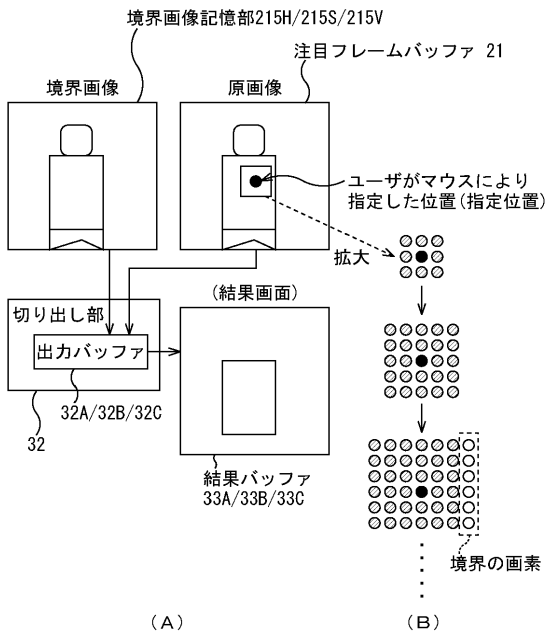 境界画像記憶部215H/215S/215V
注目フレームバッファ 21
境界画像
原画像
ユーザがマウスにより
指定した位置(指定位置)
拡大
(結果画面)
切り出し部
出力バッファ
32A/32B/32C
32
結果バッファ
33A/33B/33C
境界の画素
(A)
(B)